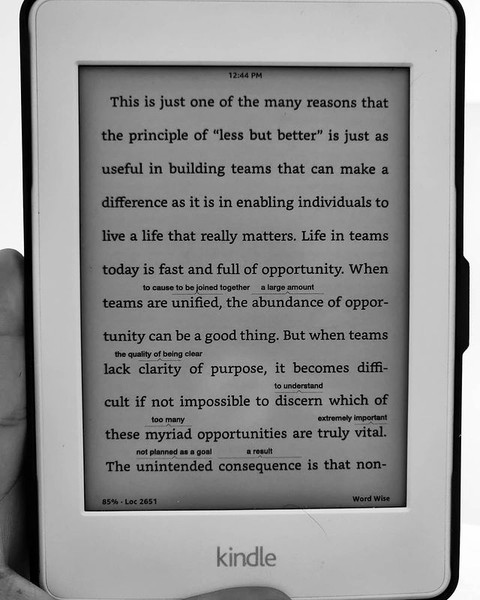 12:44 PM
This is just one of the many reasons that
the principle of “less but better” is just as
useful in building teams that can make a
difference as it is in enabling individuals to
live a life that really matters. Life in teams
today is fast and full of opportunity. When
to cause to be joined together a large amount
teams are unified, the abundance of oppor-
tunity can be a good thing. But when teams
the quality of being clear
lack clarity of purpose, it becomes diffi-
to understand
cult if not impossible to discern which of
too many extremely important
these myriad opportunities are truly vital.
not planned as a goal a result
The unintended consequence is that non-
85% - Loc 2651 Word Wise
kindle